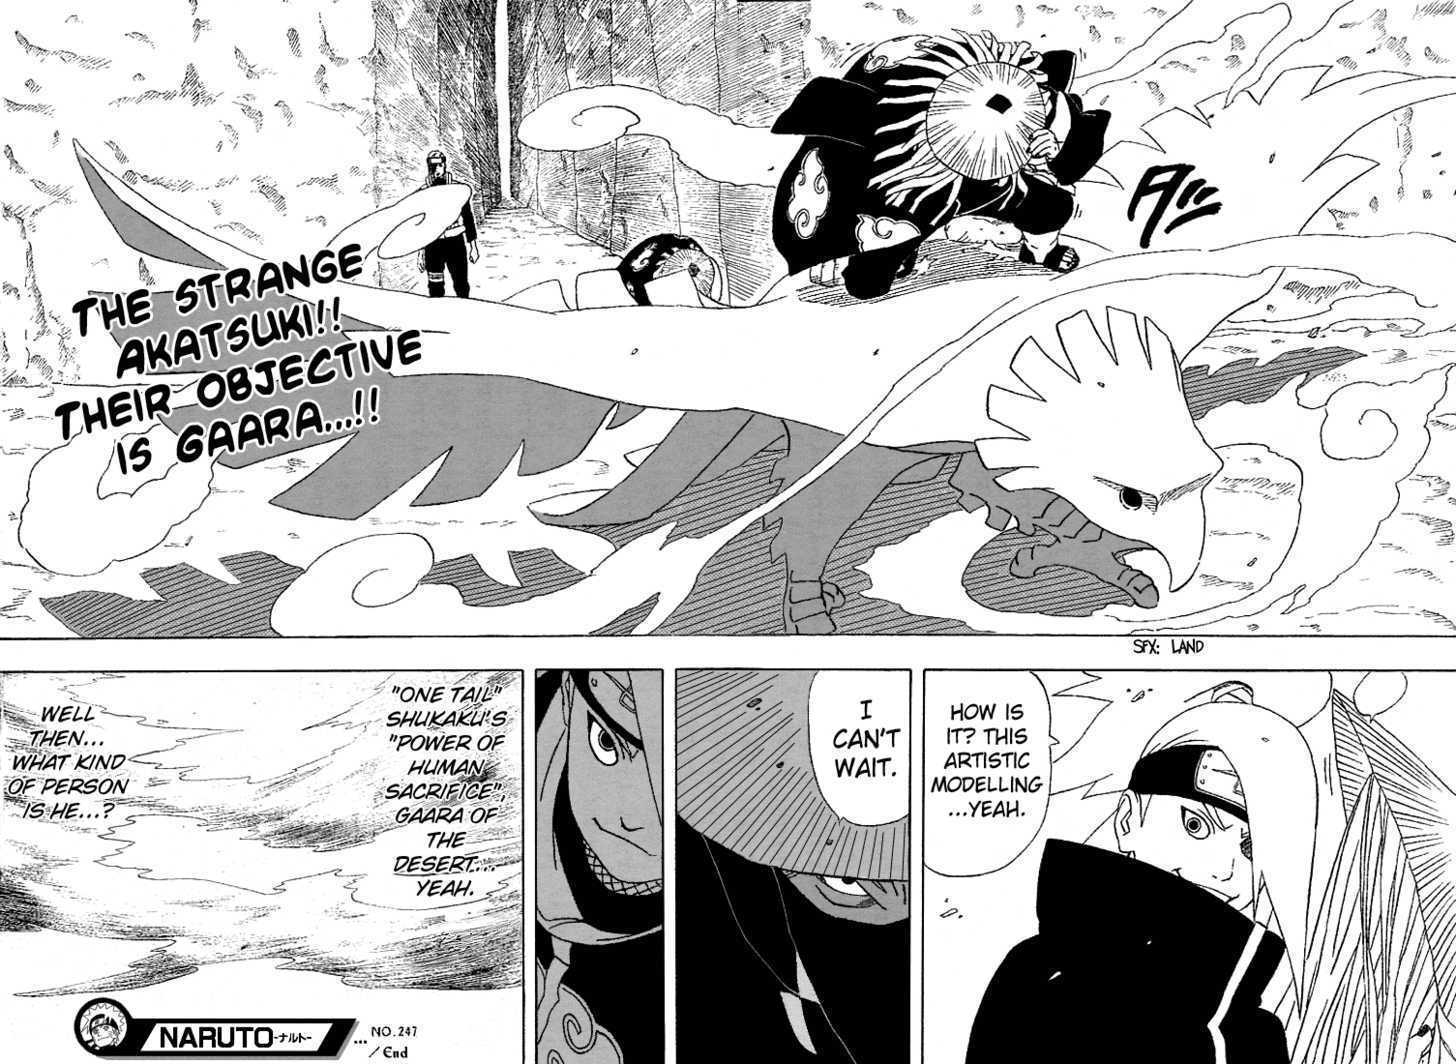 THE STRANGE
AKATSUKI!!
THEIR OBJECTIVE
IS GAARA...!!
SFX: LAND
HOW IS
IT? THIS
ARTISTIC
MODELLING
...YEAH.
I
CAN'T
WAIT.
"ONE TAIL"
SHUKAKU'S
"POWER OF
HUMAN
SACRIFICE",
GAARA OF
THE
DESERT...
YEAH.
WELL
THEN...
WHAT KIND
OF PERSON
IS HE...?
NARUTO -ナルト-
... NO.247
/End